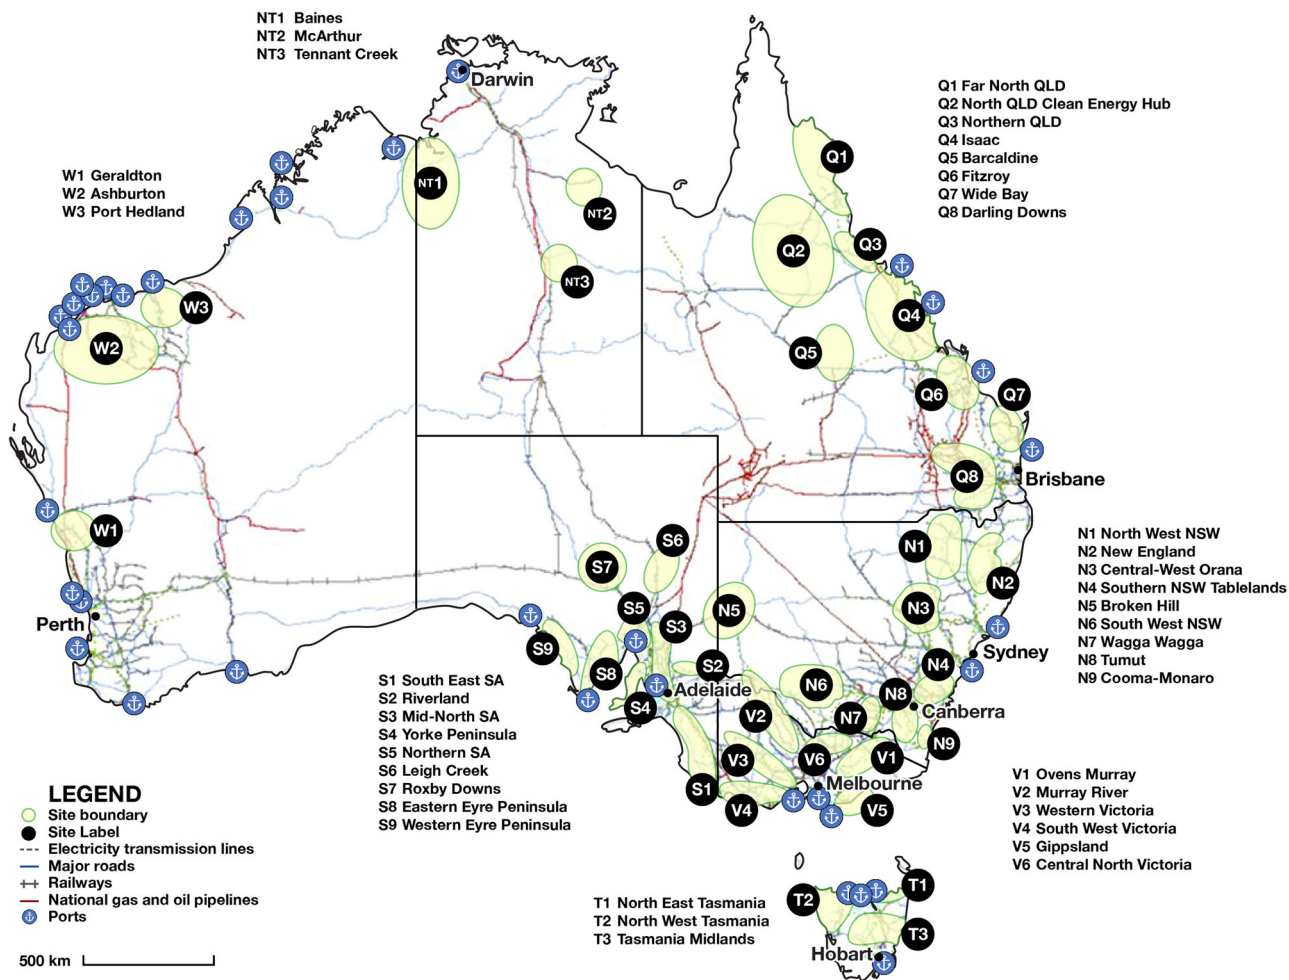 NT1 Baines
NT2 McArthur
NT3 Tennant Creek
Darwin
Q1 Far North QLD
Q2 North QLD Clean Energy Hub
Q3 Northern QLD
Q4 Isaac
Q5 Barcaldine
Q6 Fitzroy
Q7 Wide Bay
Q8 Darling Downs
W1 Geraldton
W2 Ashburton
W3 Port Hedland
NT1
NT2
NT3
Q1
Q2
Q3
Q4
Q5
Q6
Q7
Q8
W3
W2
W1
Brisbane
Perth
N1 North West NSW
N2 New England
N3 Central-West Orana
N4 Southern NSW Tablelands
N5 Broken Hill
N6 South West NSW
N7 Wagga Wagga
N8 Tumut
N9 Cooma-Monaro
S6
S7
S5
S3
S9
S8
S2
S4
S1
N1
N2
N3
N5
N4
N6
N8
N7
N9
Sydney
Adelaide
Canberra
V2
V3
V6
V1
V4
V5
Melbourne
S1 South East SA
S2 Riverland
S3 Mid-North SA
S4 Yorke Peninsula
S5 Northern SA
S6 Leigh Creek
S7 Roxby Downs
S8 Eastern Eyre Peninsula
S9 Western Eyre Peninsula
V1 Ovens Murray
V2 Murray River
V3 Western Victoria
V4 South West Victoria
V5 Gippsland
V6 Central North Victoria
LEGEND
Site boundary
Site Label
Electricity transmission lines
Major roads
Railways
National gas and oil pipelines
Ports
500 km
T1 North East Tasmania
T2 North West Tasmania
T3 Tasmania Midlands
T1
T2
T3
Hobart